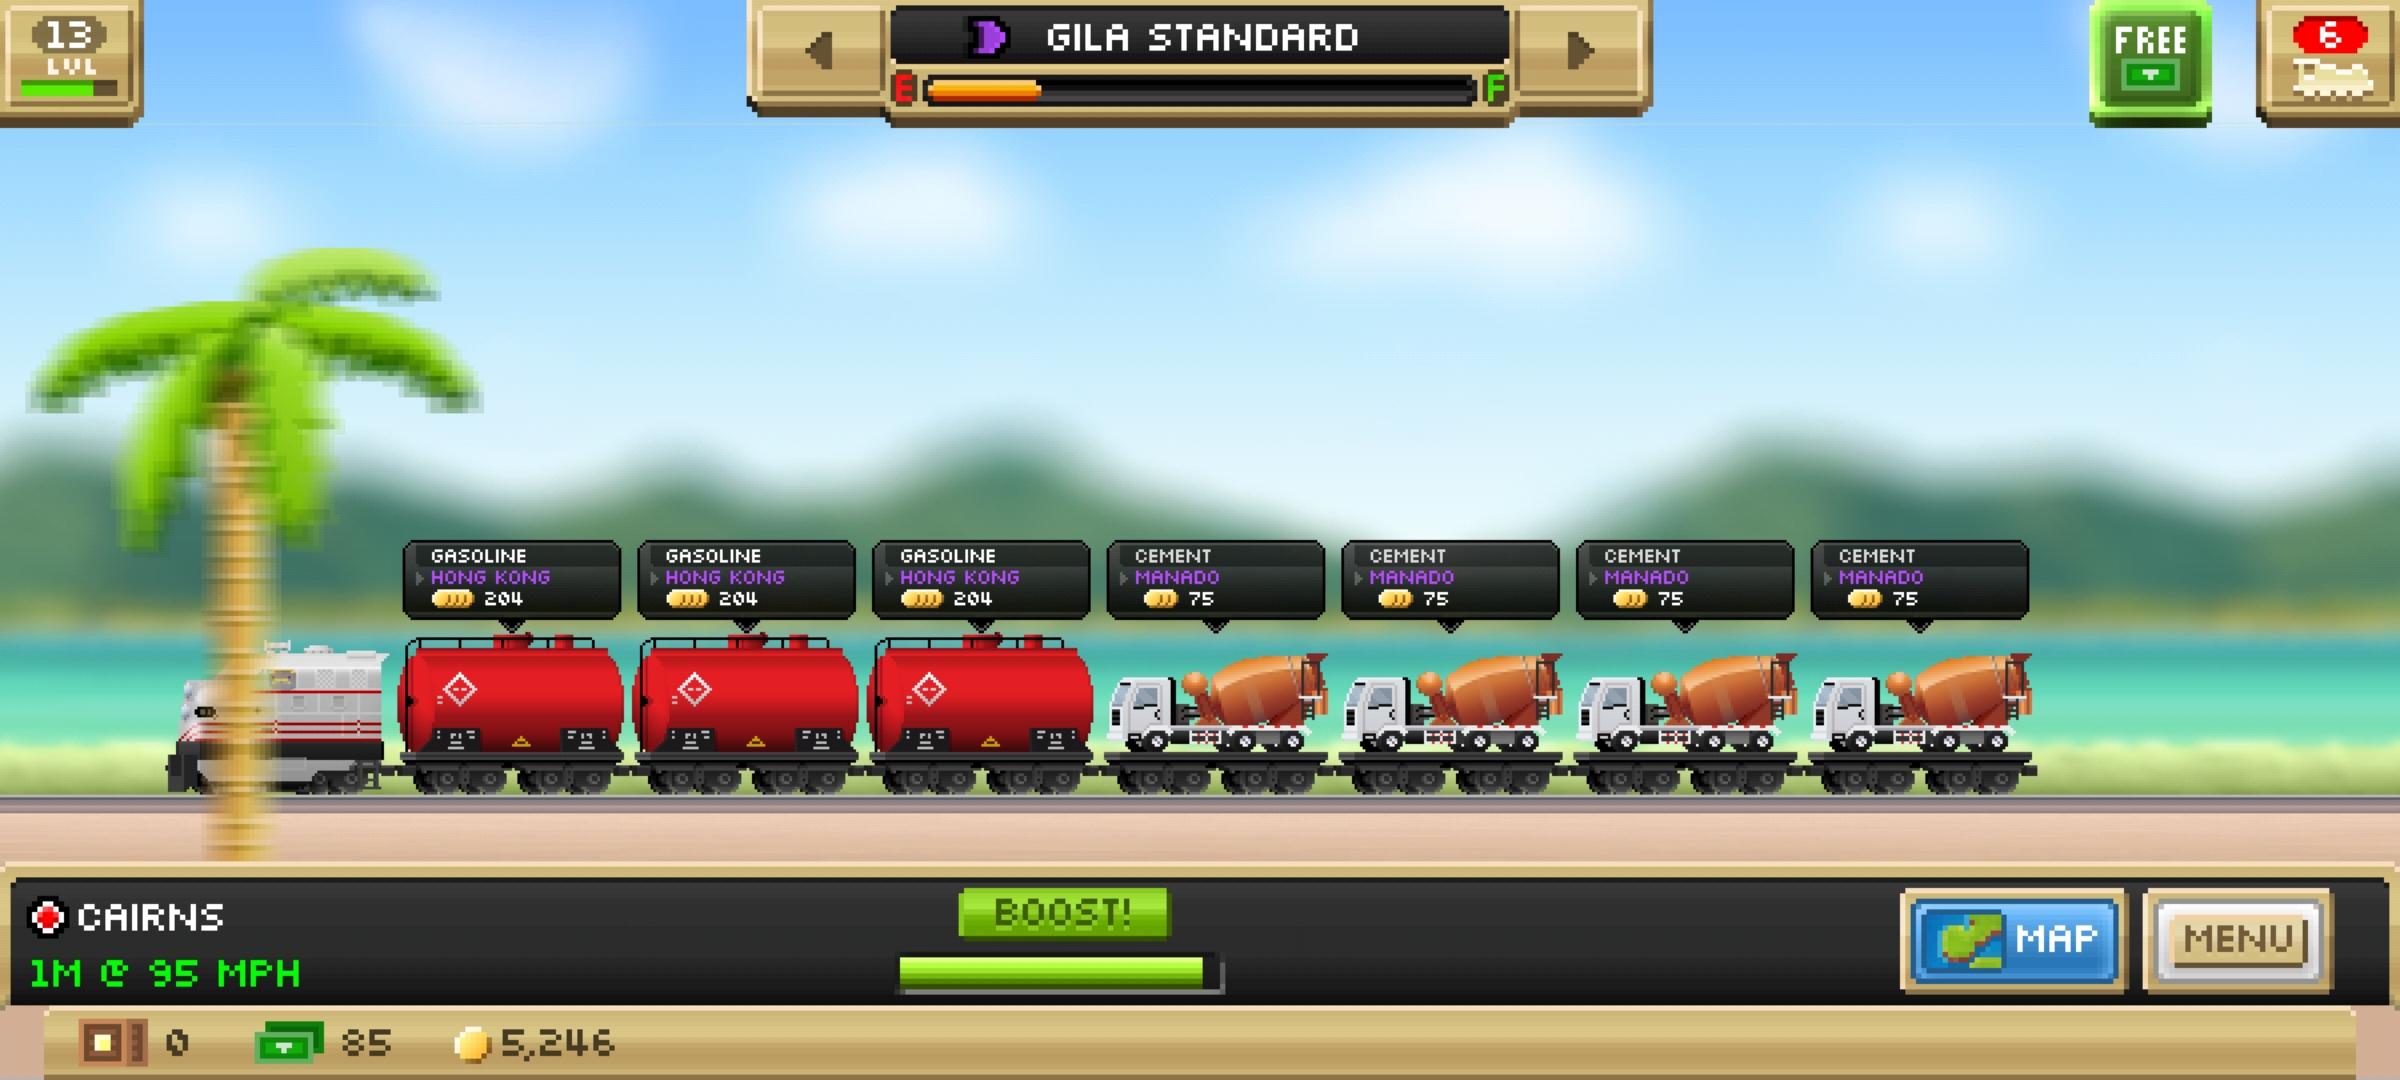 13
LVL
GILA STANDARD
E F
FREE
6
GASOLINE
HONG KONG
204
GASOLINE
HONG KONG
204
GASOLINE
HONG KONG
204
CEMENT
MANADO
75
CEMENT
MANADO
75
CEMENT
MANADO
75
CEMENT
MANADO
75
CAIRNS
1M @ 95 MPH
BOOST!
MAP
MENU
0
85
5,246